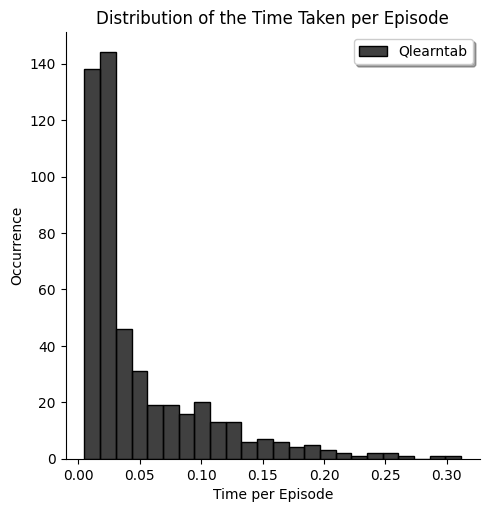 Distribution of the Time Taken per Episode
Qlearntab
140
120
100
80
60
40
20
0
Occurrence
0.00 0.05 0.10 0.15 0.20 0.25 0.30
Time per Episode